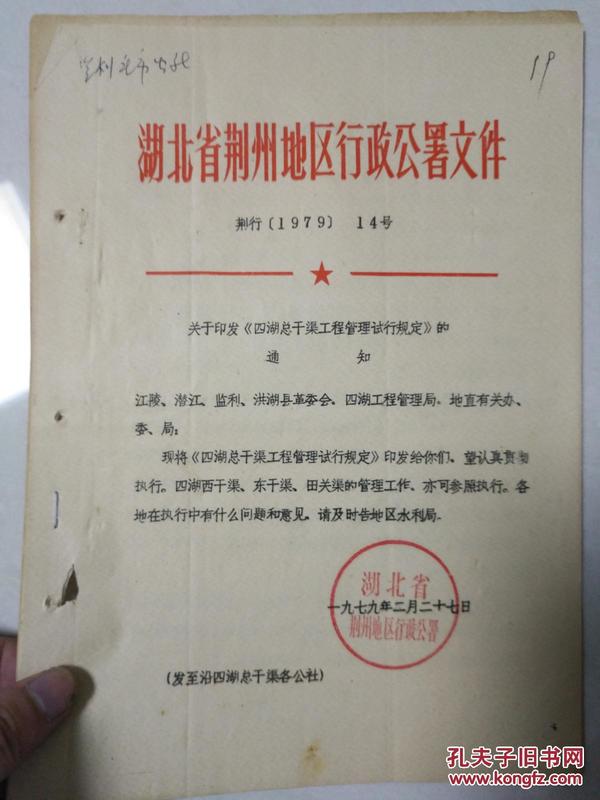 19
湖北省荆州地区行政公署文件
荆行〔1979〕 14号
关于印发《四湖总干渠工程管理试行规定》的
通 知
江陵、潜江、监利、洪湖县革委会、四湖工程管理局。地直有关办、
委、局：
现将《四湖总干渠工程管理试行规定》印发给你们、望认真贯彻
执行。四湖西干渠、东干渠、田关渠的管理工作、亦可参照执行。各
地在执行中有什么问题和意见、请及时告地区水利局。
湖北省
一九七九年二月二十七日
荆州地区行政公署
(发至沿四湖总干渠各公社)
孔夫子旧书网
www.kongfz.com